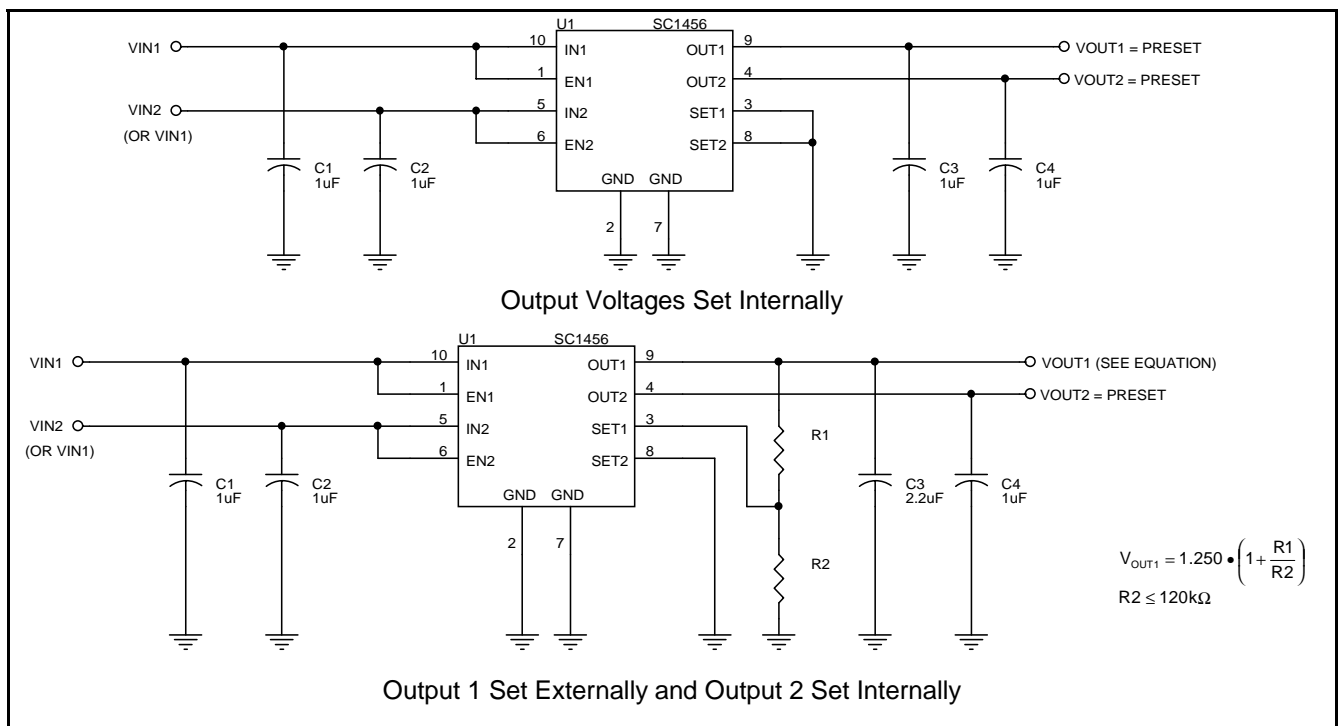 U1 SC1456
VIN1
10 IN1 OUT1 9
VOUT1 = PRESET
1 EN1 OUT2 4
VOUT2 = PRESET
VIN2
5 IN2 SET1 3
(OR VIN1)
6 EN2 SET2 8
C1
1uF
C2
1uF
C3
1uF
C4
1uF
GND GND
2 7
Output Voltages Set Internally
U1 SC1456
VIN1
10 IN1 OUT1 9
VOUT1 (SEE EQUATION)
1 EN1 OUT2 4
VOUT2 = PRESET
VIN2
5 IN2 SET1 3
(OR VIN1)
6 EN2 SET2 8
R1
C1
1uF
C2
1uF
C3
2.2uF
C4
1uF
GND GND
2 7
R2
V_OUT1 = 1.250 • (1 + R1/R2)
R2 ≤ 120kΩ
Output 1 Set Externally and Output 2 Set Internally